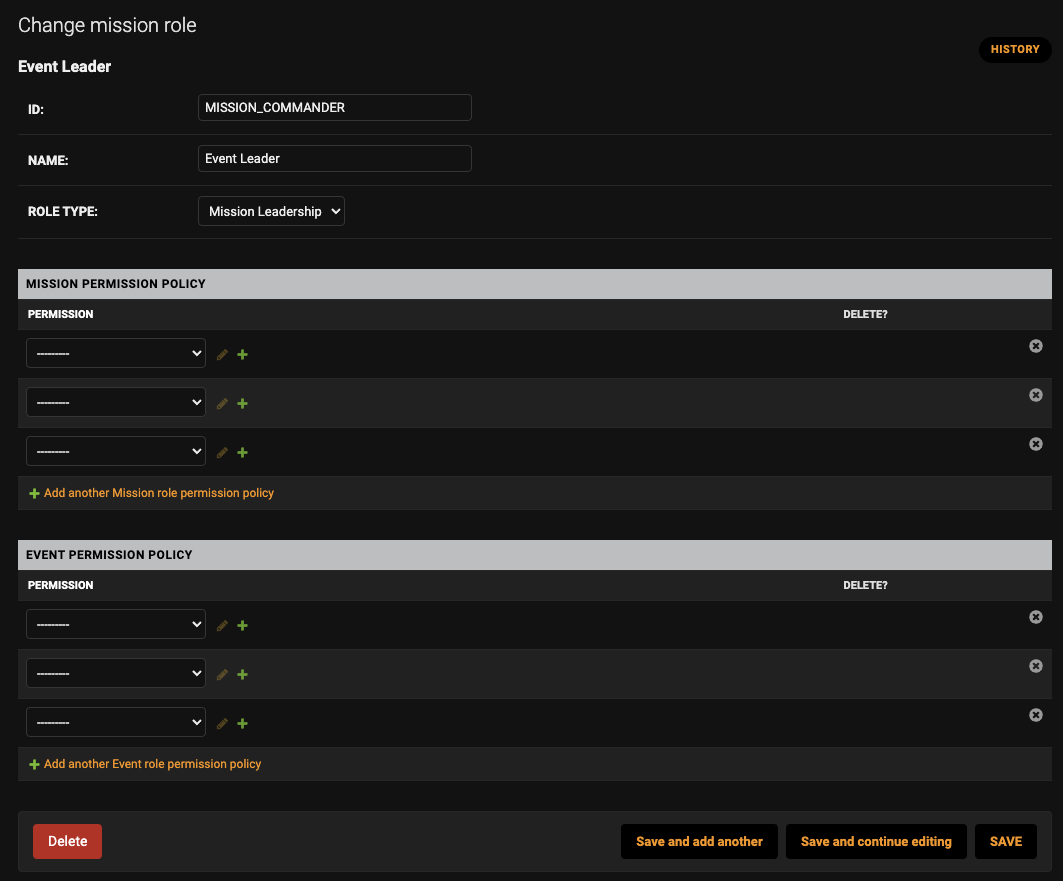 Change mission role
HISTORY
Event Leader
ID: MISSION_COMMANDER
NAME: Event Leader
ROLE TYPE: Mission Leadership
MISSION PERMISSION POLICY
PERMISSION DELETE?
---------
---------
---------
Add another Mission role permission policy
EVENT PERMISSION POLICY
PERMISSION DELETE?
---------
---------
---------
Add another Event role permission policy
Delete Save and add another Save and continue editing SAVE